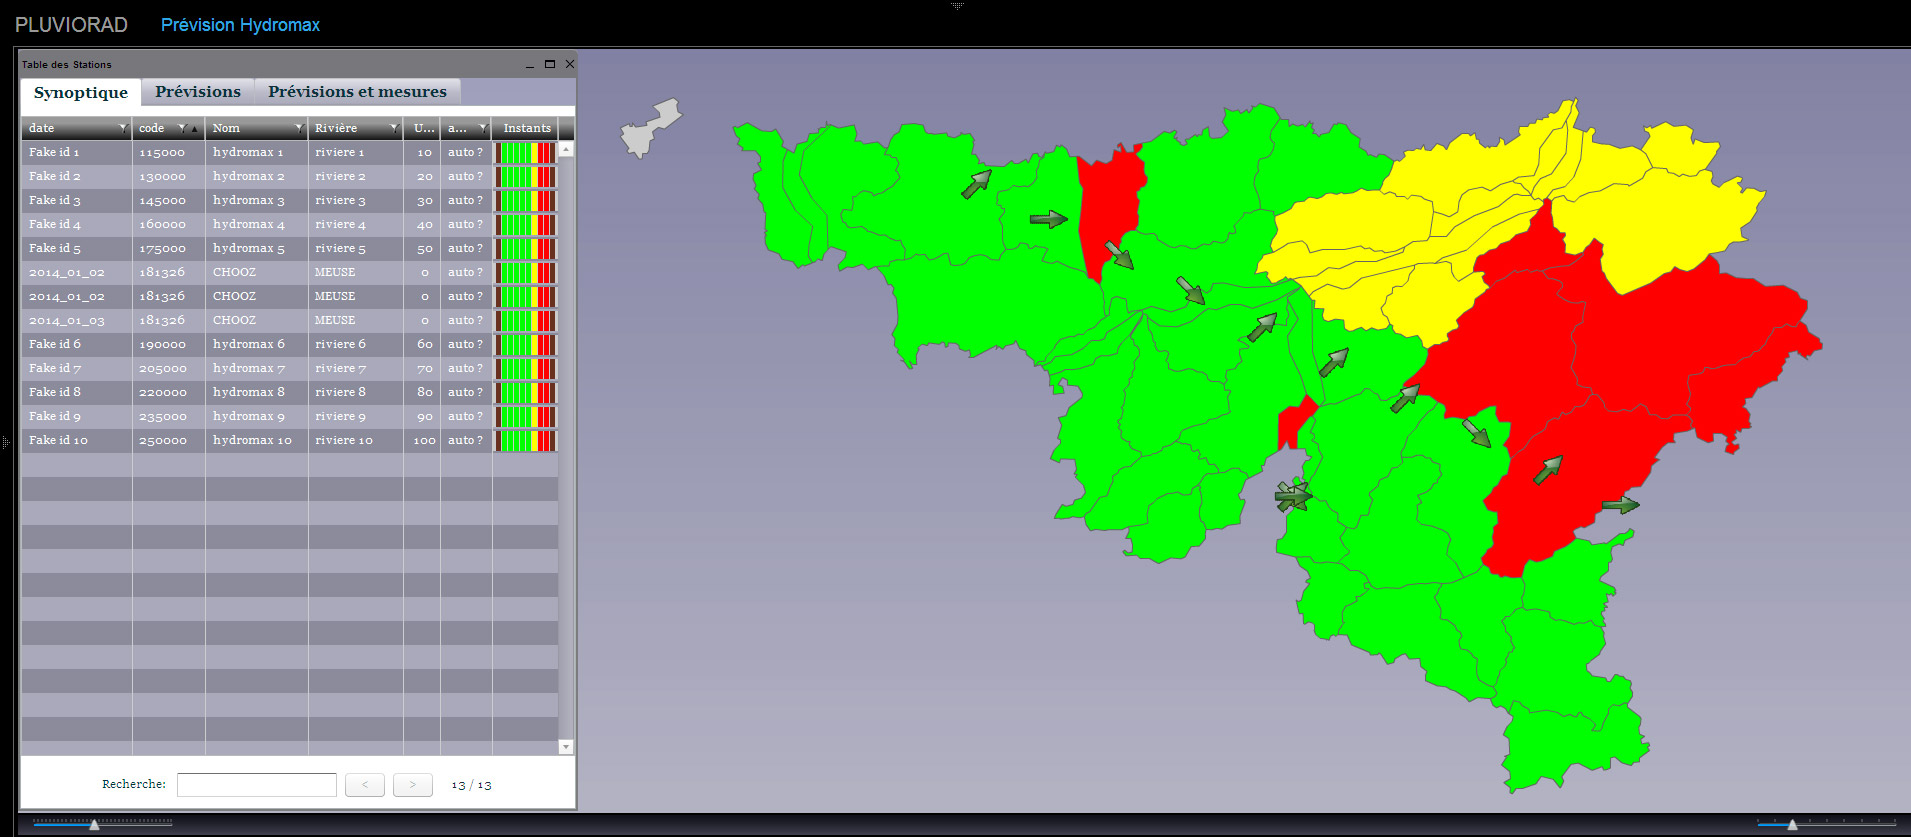 PLUVIORAD Prévision Hydromax
Table des Stations
Synoptique Prévisions Prévisions et mesures
date code Nom Rivière U... a... Instants
Fake id 1 115000 hydromax 1 riviere 1 10 auto ?
Fake id 2 130000 hydromax 2 riviere 2 20 auto ?
Fake id 3 145000 hydromax 3 riviere 3 30 auto ?
Fake id 4 160000 hydromax 4 riviere 4 40 auto ?
Fake id 5 175000 hydromax 5 riviere 5 50 auto ?
2014_01_02 181326 CHOOZ MEUSE 0 auto ?
2014_01_02 181326 CHOOZ MEUSE 0 auto ?
2014_01_03 181326 CHOOZ MEUSE 0 auto ?
Fake id 6 190000 hydromax 6 riviere 6 60 auto ?
Fake id 7 205000 hydromax 7 riviere 7 70 auto ?
Fake id 8 220000 hydromax 8 riviere 8 80 auto ?
Fake id 9 235000 hydromax 9 riviere 9 90 auto ?
Fake id 10 250000 hydromax 10 riviere 10 100 auto ?
Recherche: < > 13 / 13